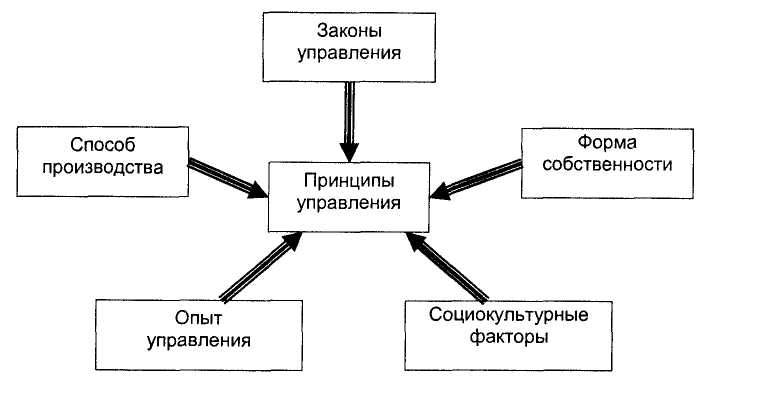 Законы
управления
Способ
производства
Форма
собственности
Принципы
управления
Опыт
управления
Социокультурные
факторы